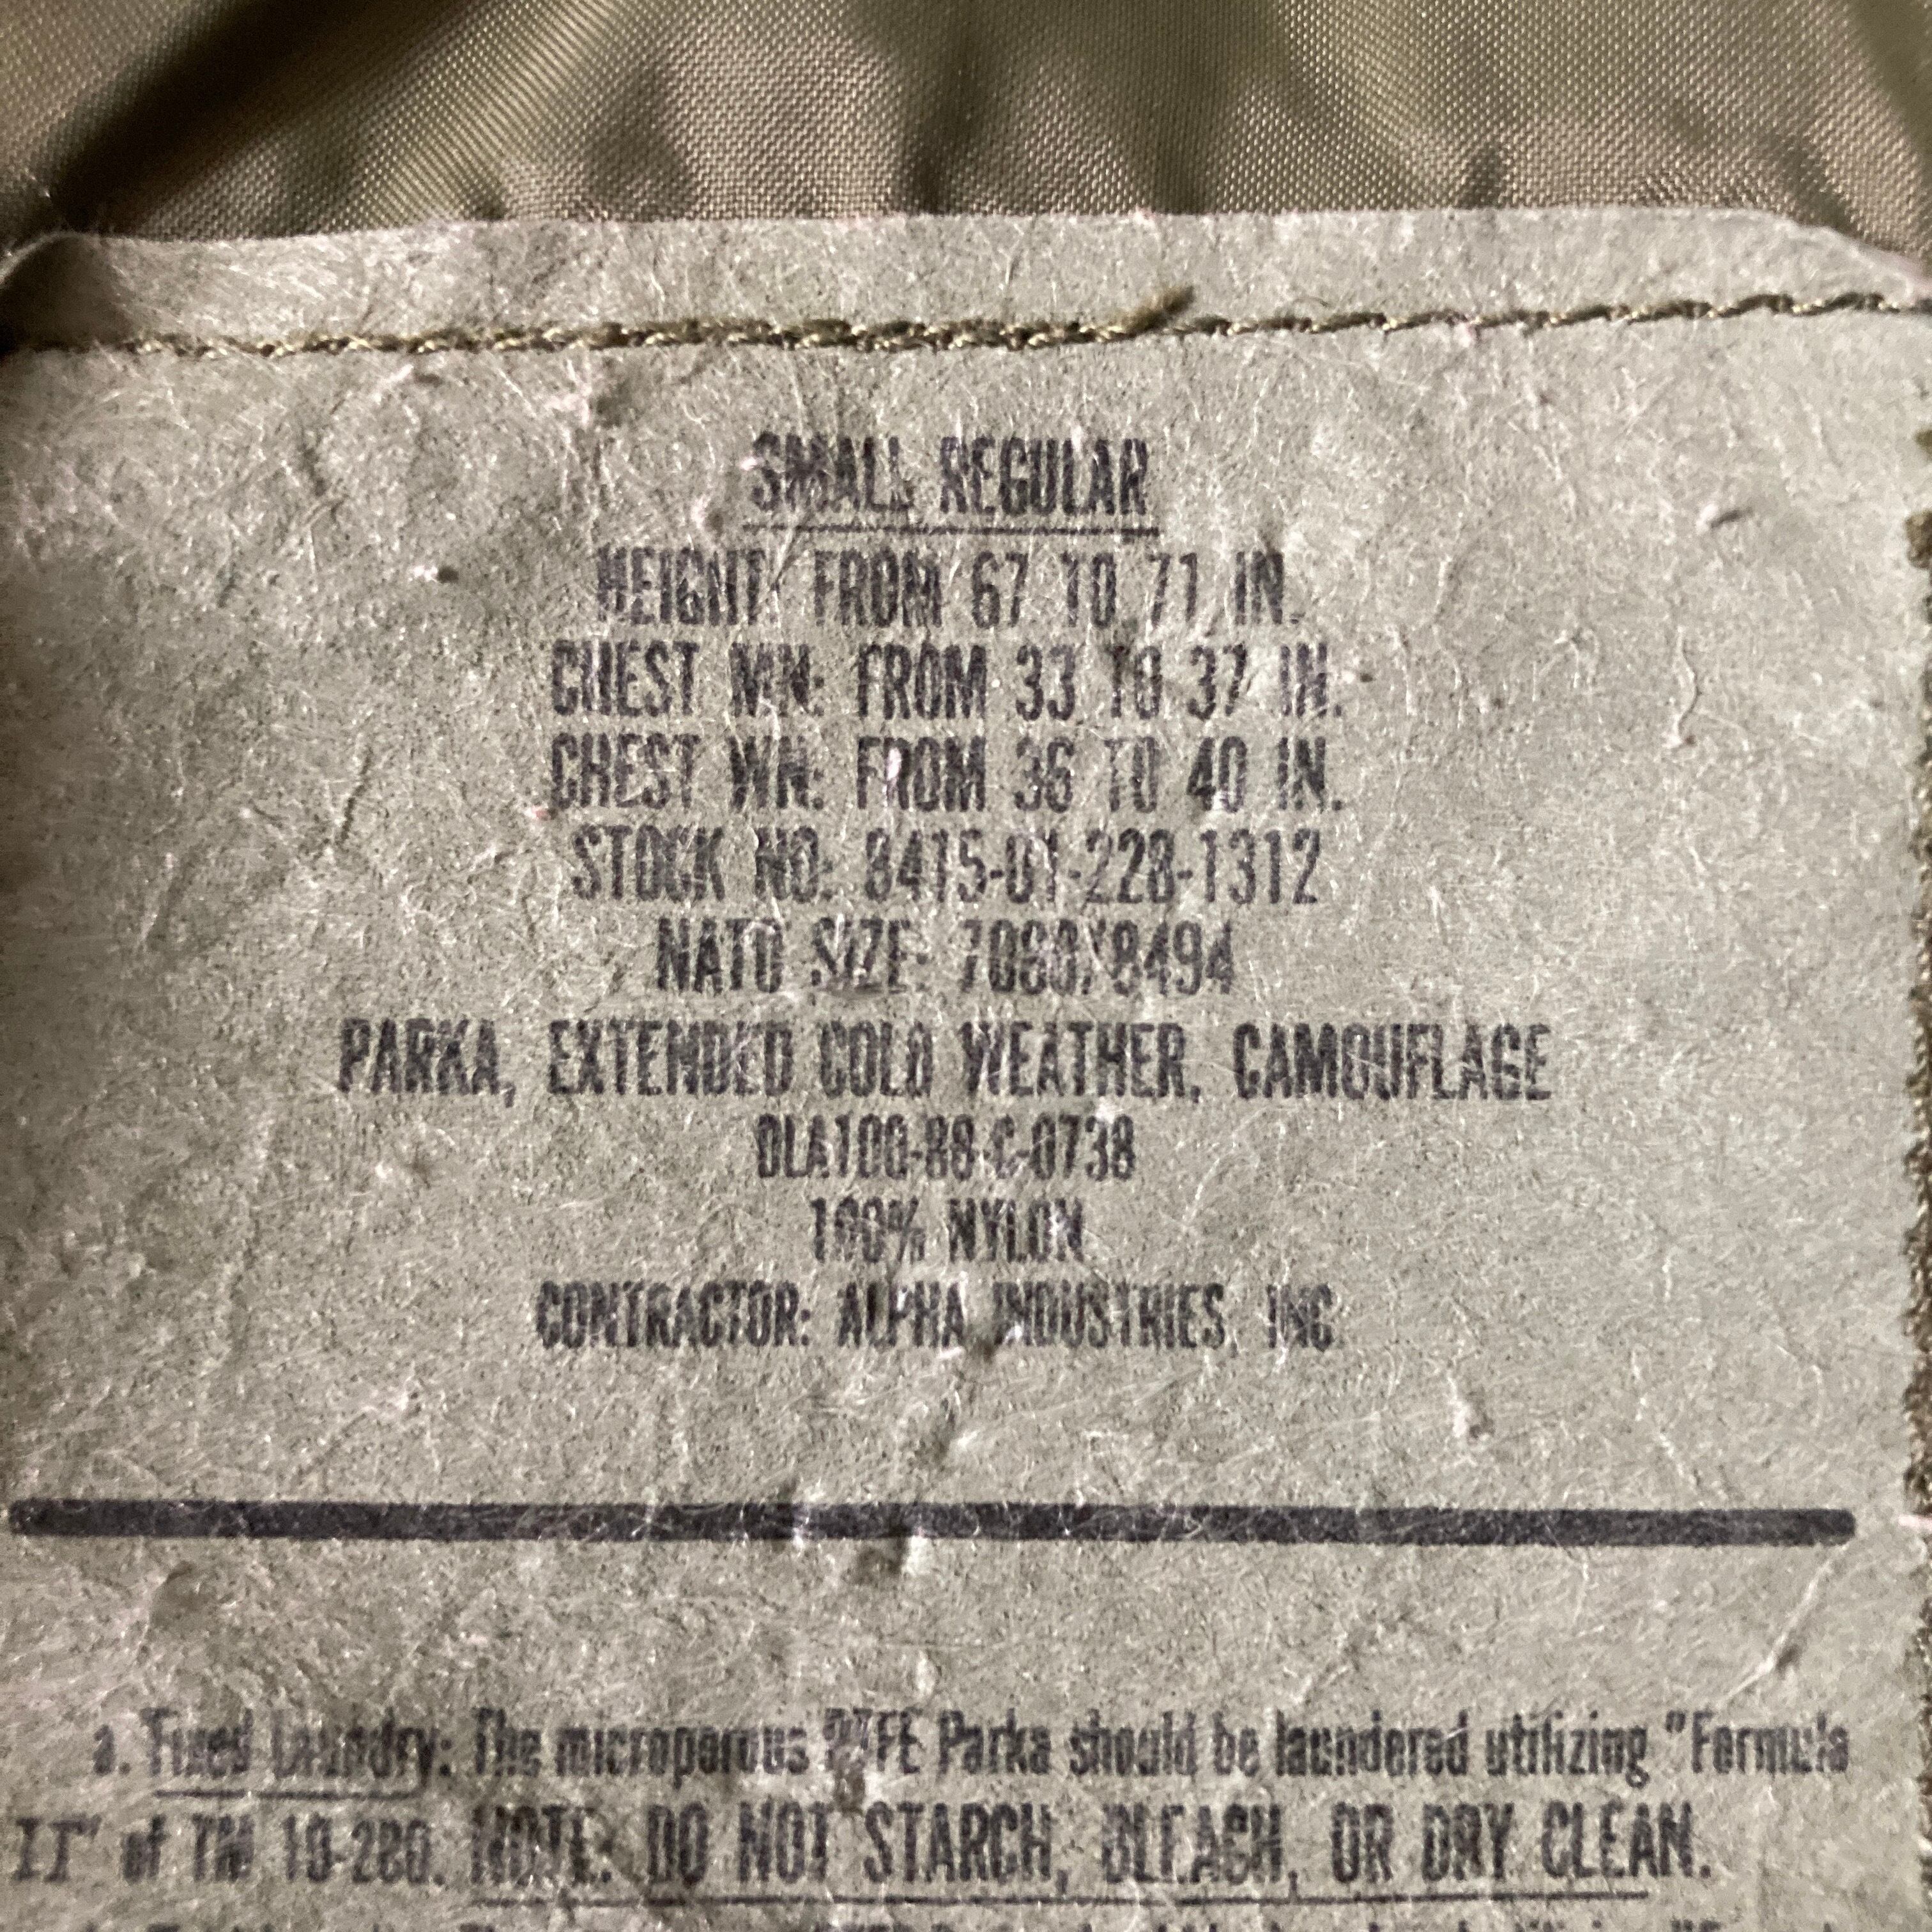 SMALL REGULAR
HEIGHT: FROM 67 TO 71 IN.
CHEST MN: FROM 33 TO 37 IN.
CHEST WN: FROM 36 TO 40 IN.
STOCK NO: 8415-01-228-1312
NATO SIZE: 7080/8494
PARKA, EXTENDED COLD WEATHER, CAMOUFLAGE
DLA100-88-C-0738
100% NYLON
CONTRACTOR: ALPHA INDUSTRIES, INC
a. Fixed Laundry: The microporous PTFE Parka should be laundered utilizing "Formula
II" of TM 10-280. NOTE: DO NOT STARCH, BLEACH, OR DRY CLEAN.